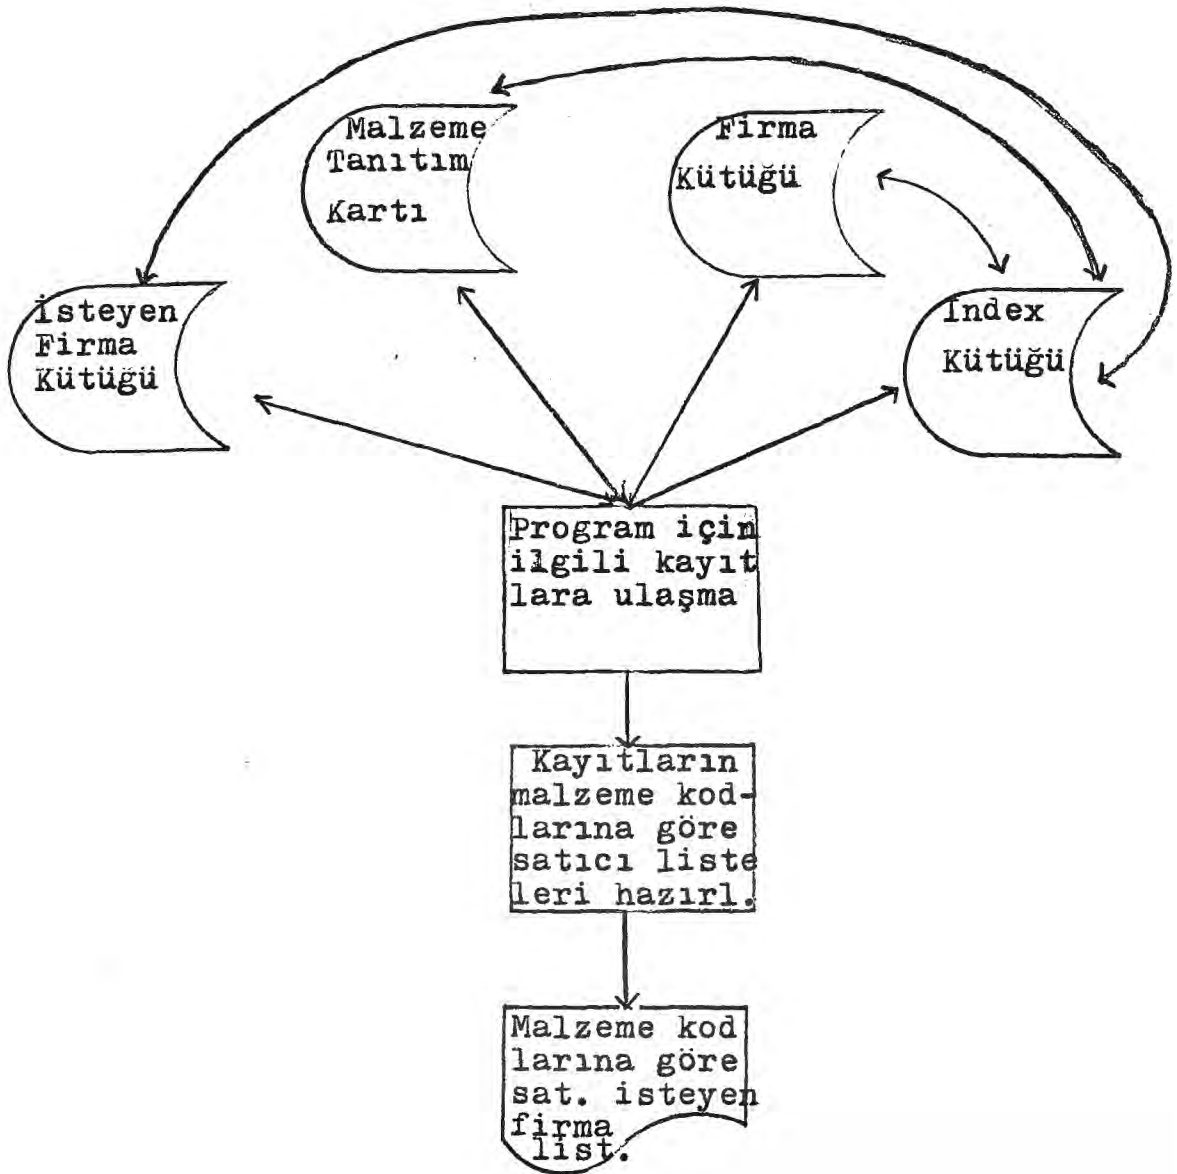 Malzeme
Tanıtım
Kartı
Firma
Kütüğü
İsteyen
Firma
Kütüğü
Index
Kütüğü
Program için
ilgili kayıt
lara ulaşma
Kayıtların
malzeme kod-
larına göre
satıcı liste
leri hazırl.
Malzeme kod
larına göre
sat. isteyen
firma
list.